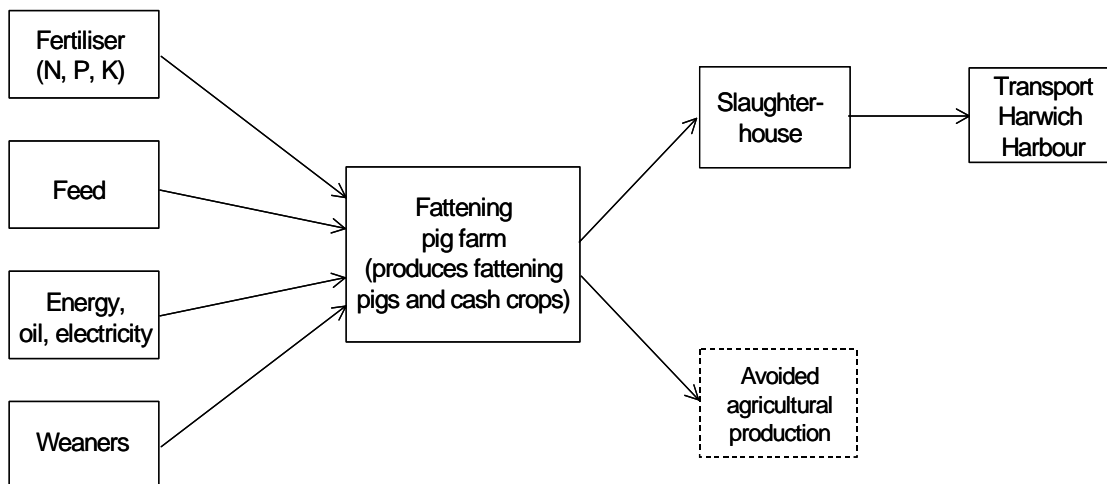 Fertiliser
(N, P, K)
Feed
Energy,
oil, electricity
Weaners
Fattening
pig farm
(produces fattening
pigs and cash crops)
Slaughter-
house
Transport
Harwich
Harbour
Avoided
agricultural
production